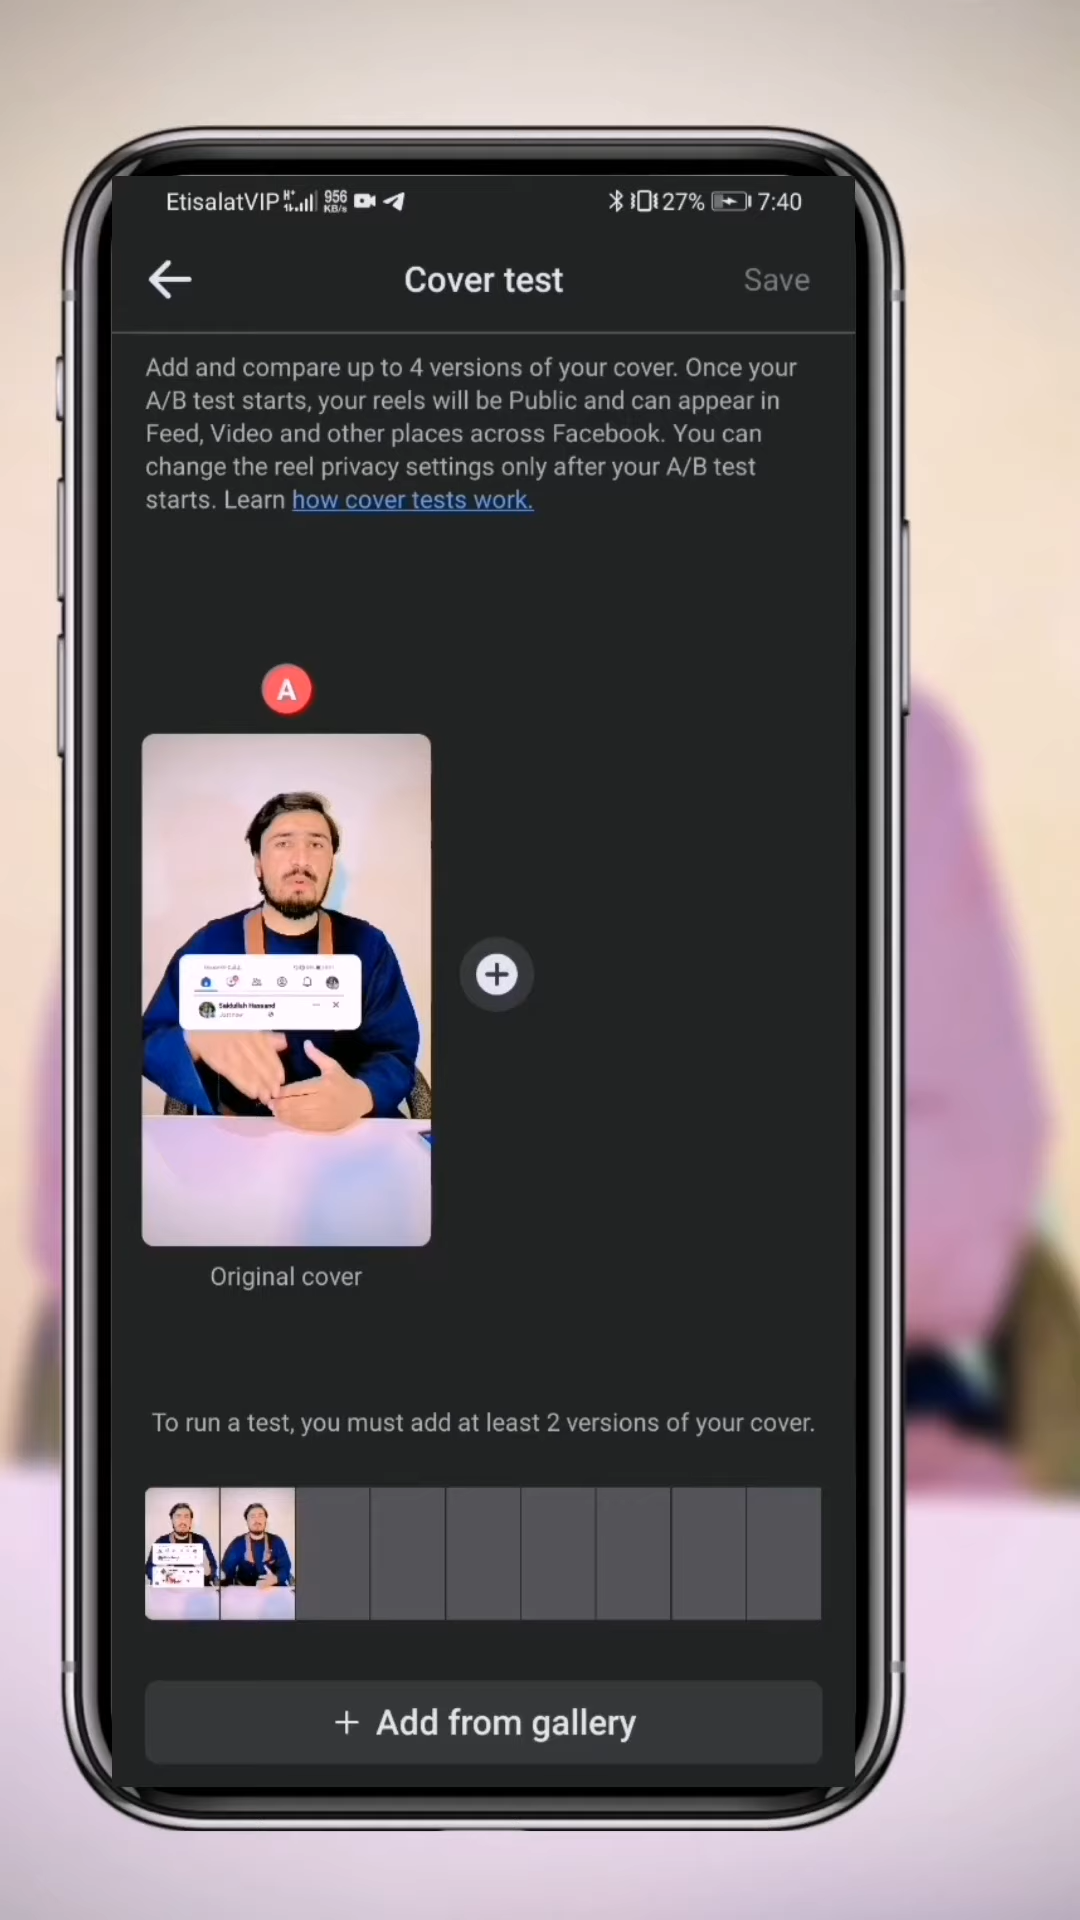 EtisalatVIP H+ 956 KB/s 27% 7:40
Cover test Save
Add and compare up to 4 versions of your cover. Once your
A/B test starts, your reels will be Public and can appear in
Feed, Video and other places across Facebook. You can
change the reel privacy settings only after your A/B test
starts. Learn how cover tests work.
A
Just now
Original cover
To run a test, you must add at least 2 versions of your cover.
+ Add from gallery